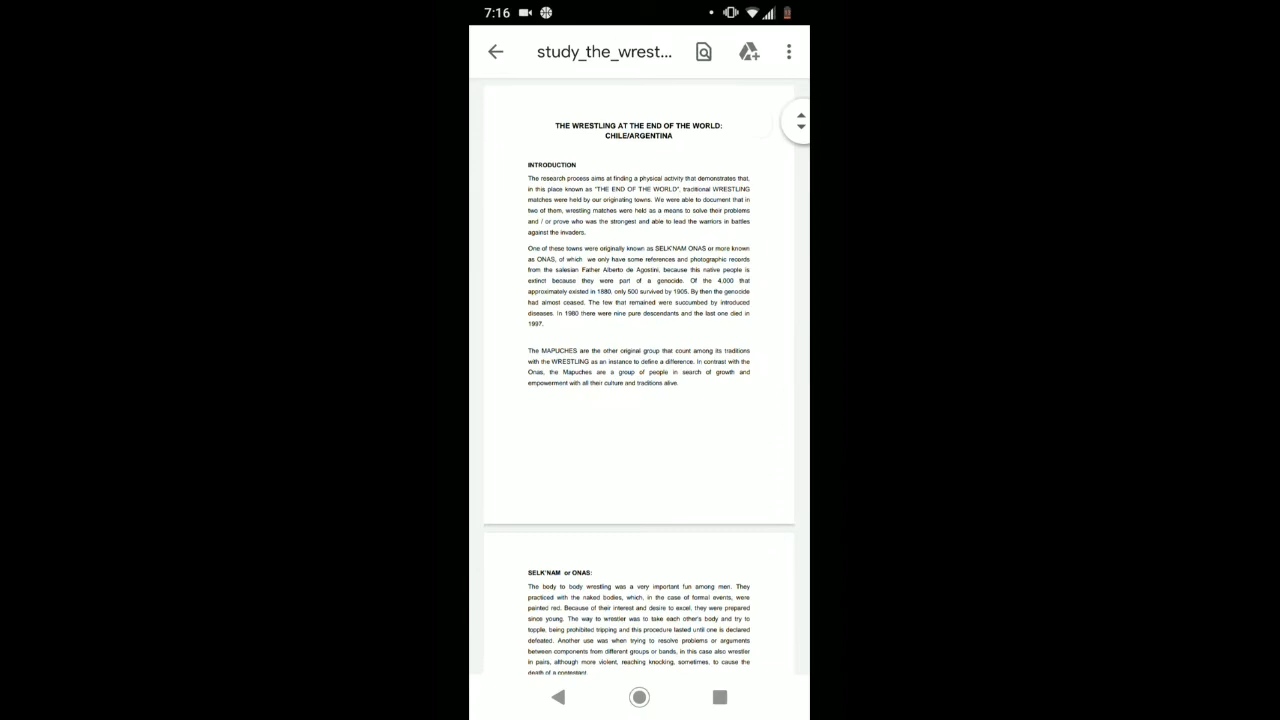 7:16
study_the_wrest...
THE WRESTLING AT THE END OF THE WORLD:
CHILE/ARGENTINA
INTRODUCTION
The research process aims at finding a physical activity that demonstrates that,
in this place known as "THE END OF THE WORLD", traditional WRESTLING
matches were held by our originating towns. We were able to document that in
two of them, wrestling matches were held as a means to solve their problems
and / or prove who was the strongest and able to lead the warriors in battles
against the invaders.
One of these towns were originally known as SELK'NAM ONAS or more known
as ONAS, of which we only have some references and photographic records
from the salesian Father Alberto de Agostini, because this native people is
extinct because they were part of a genocide. Of the 4,000 that
approximately existed in 1880, only 500 survived by 1905. By then the genocide
had almost ceased. The few that remained were succumbed by introduced
diseases. In 1980 there were nine pure descendants and the last one died in
1997.
The MAPUCHES are the other original group that count among its traditions
with the WRESTLING as an instance to define a difference. In contrast with the
Onas, the Mapuches are a group of people in search of growth and
empowerment with all their culture and traditions alive.
SELK'NAM or ONAS:
The body to body wrestling was a very important fun among men. They
practiced with the naked bodies, which, in the case of formal events, were
painted red. Because of their interest and desire to excel, they were prepared
since young. The way to wrestler was to take each other's body and try to
topple, being prohibited tripping and this procedure lasted until one is declared
defeated. Another use was when trying to resolve problems or arguments
between components from different groups or bands, in this case also wrestler
in pairs, although more violent, reaching knocking, sometimes, to cause the
death of a contestant.